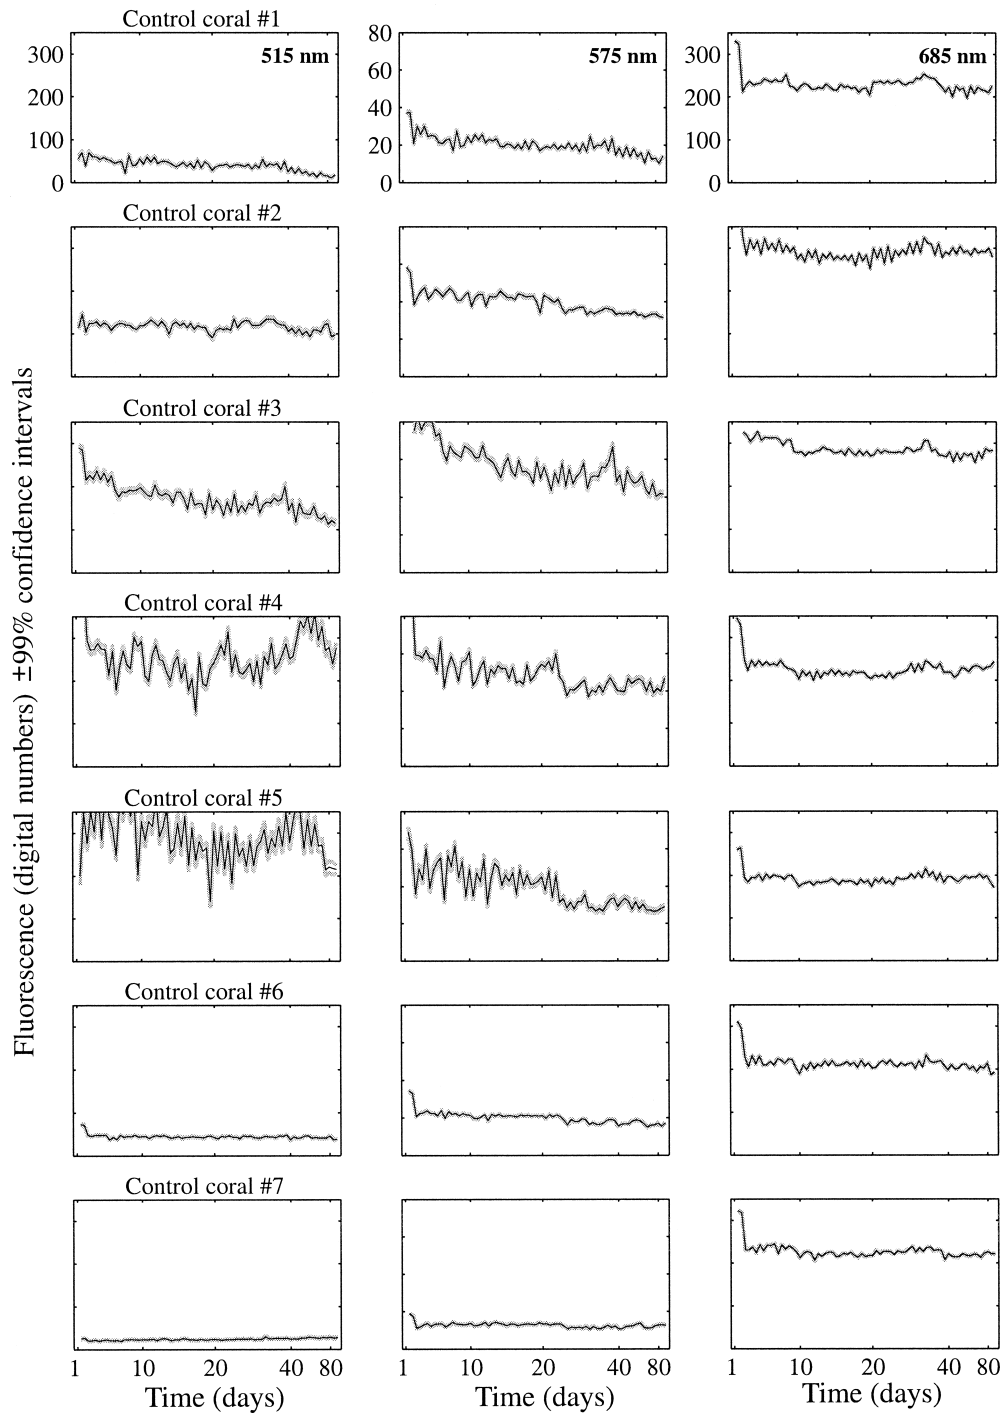 Control coral #1
515 nm
575 nm
685 nm
300
200
100
0
80
60
40
20
0
300
200
100
0
Control coral #2
Control coral #3
Control coral #4
Control coral #5
Control coral #6
Control coral #7
Fluorescence (digital numbers) ±99% confidence intervals
1 10 20 40 80
1 10 20 40 80
1 10 20 40 80
Time (days)
Time (days)
Time (days)